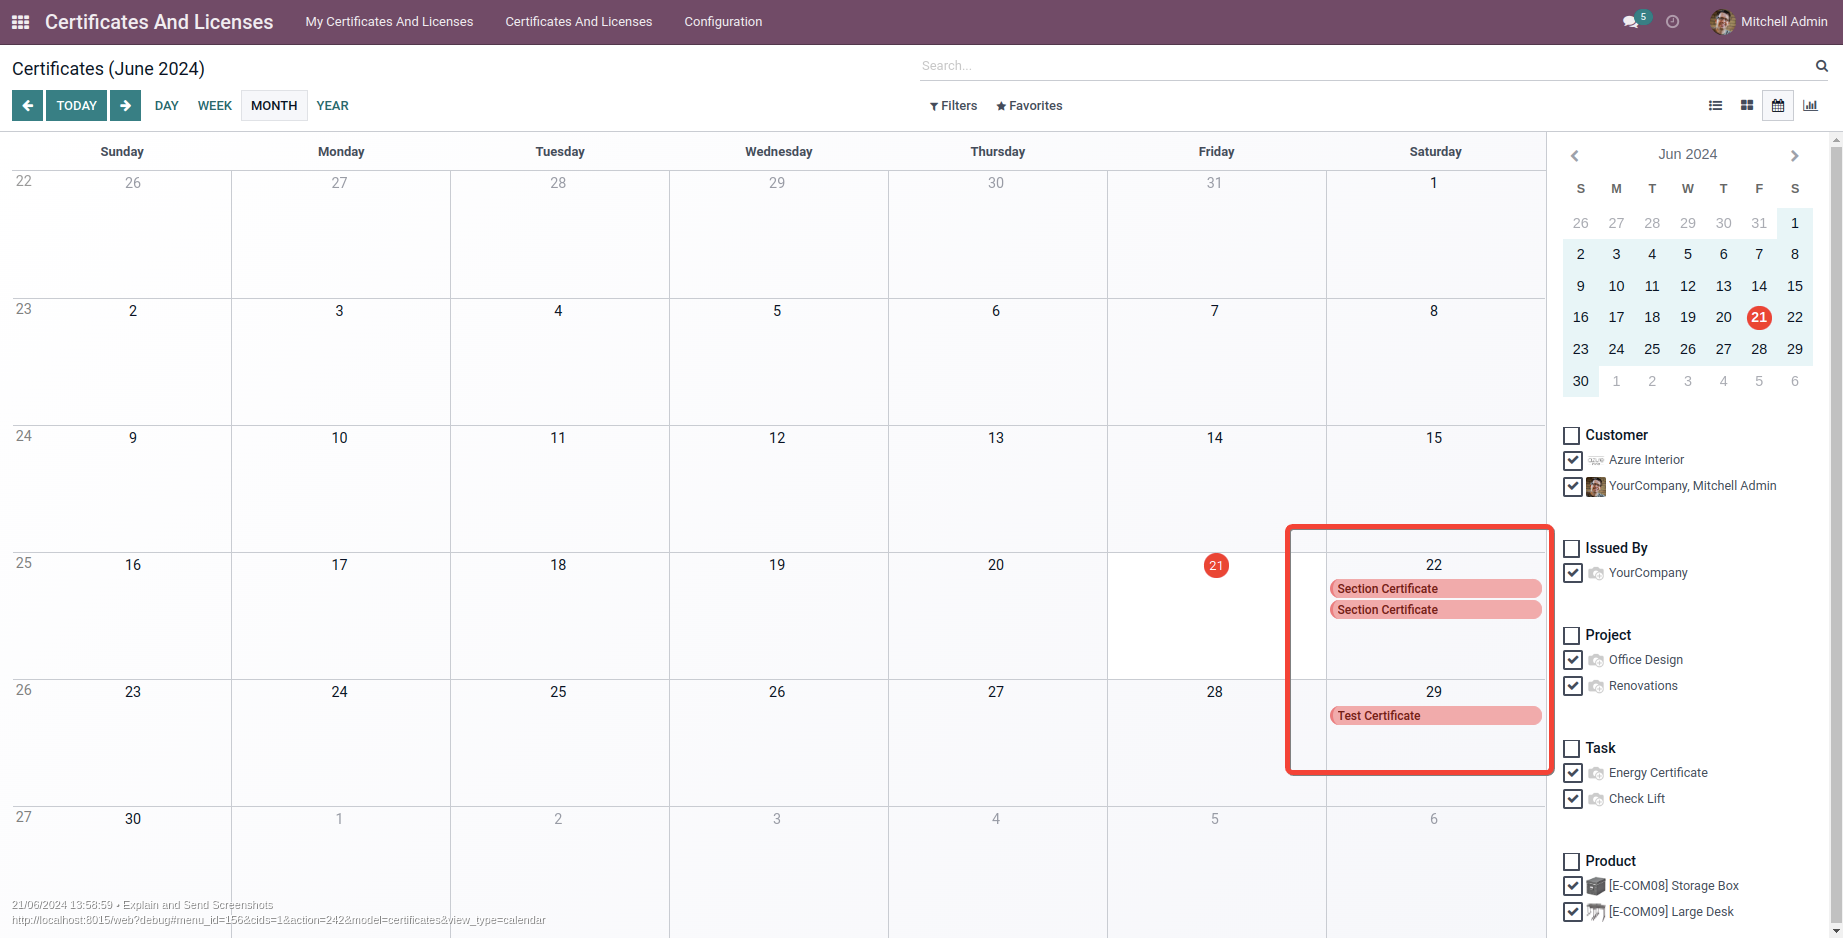 Certificates And Licenses My Certificates And Licenses Certificates And Licenses Configuration 5 Mitchell Admin
Certificates (June 2024) Search...
TODAY DAY WEEK MONTH YEAR Filters Favorites
Sunday Monday Tuesday Wednesday Thursday Friday Saturday
22 26 27 28 29 30 31 1
23 2 3 4 5 6 7 8
24 9 10 11 12 13 14 15
25 16 17 18 19 20 21 22
Section Certificate
Section Certificate
26 23 24 25 26 27 28 29
Test Certificate
27 30 1 2 3 4 5 6
Jun 2024
S M T W T F S
26 27 28 29 30 31 1
2 3 4 5 6 7 8
9 10 11 12 13 14 15
16 17 18 19 20 21 22
23 24 25 26 27 28 29
30 1 2 3 4 5 6
Customer
Azure Interior
YourCompany, Mitchell Admin
Issued By
YourCompany
Project
Office Design
Renovations
Task
Energy Certificate
Check Lift
Product
[E-COM08] Storage Box
[E-COM09] Large Desk
21/06/2024 13:58:59 • Explain and Send Screenshots
http://localhost:8015/web?debug#menu_id=156&cids=1&action=242&model=certificates&view_type=calendar